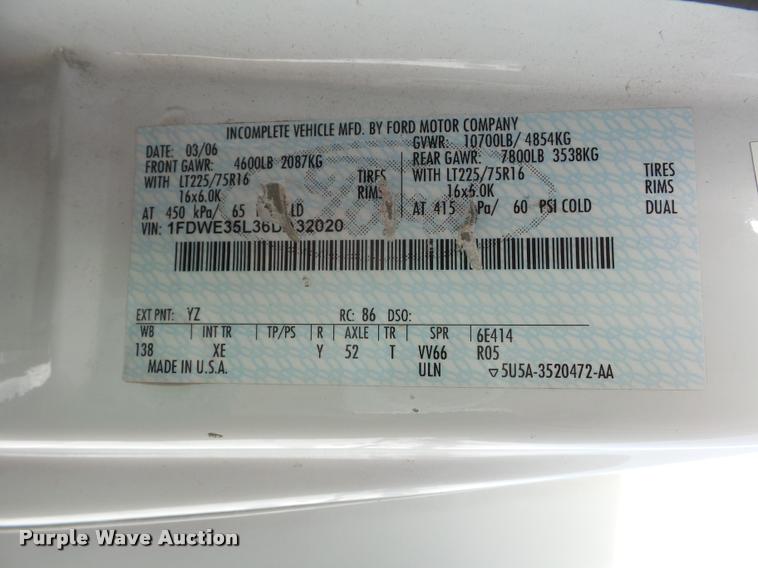 INCOMPLETE VEHICLE MFD. BY FORD MOTOR COMPANY
DATE: 03/06 GVWR: 10700LB/ 4854KG
FRONT GAWR: 4600LB 2087KG REAR GAWR: 7800LB 3538KG
WITH LT225/75R16 TIRES WITH LT225/75R16 TIRES
16x6.0K RIMS 16x6.0K RIMS
AT 450 kPa/ 65 AT 415 60 PSI COLD DUAL
VIN: 
EXT PNT: YZ RC: 86 DSO:
WB INT TR TP/PS R AXLE TR SPR 6E414
138 XE Y 52 T VV66 R05
MADE IN U.S.A. ULN ▽5U5A-3520472-AA
Purple Wave Auction